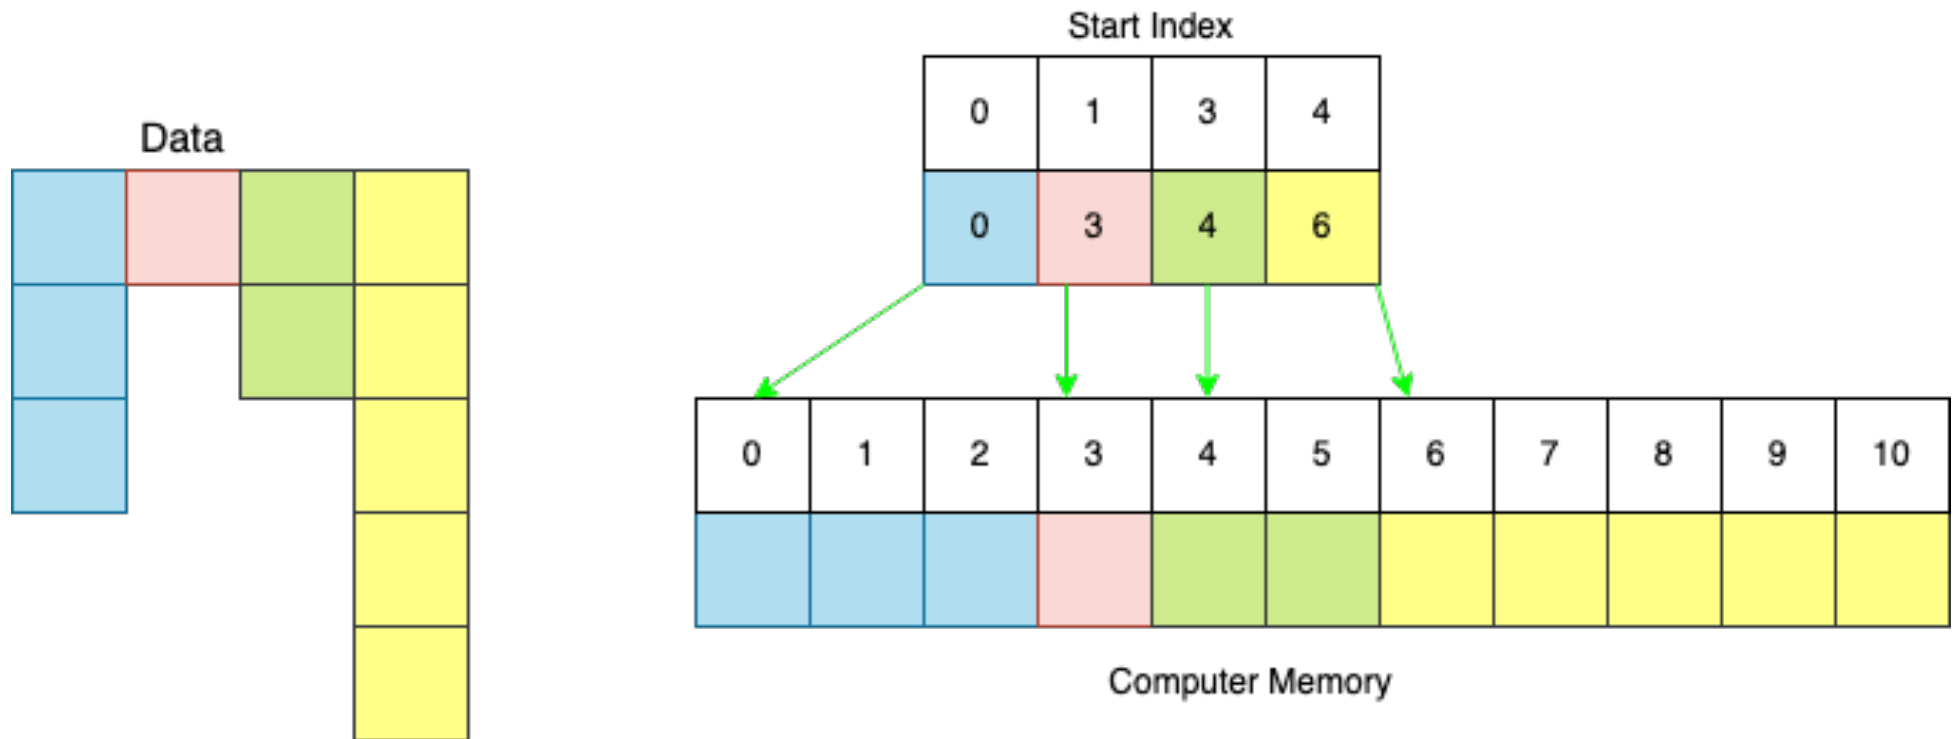 Start Index
0 1 3 4
Data
0 3 4 6
0 1 2 3 4 5 6 7 8 9 10
Computer Memory